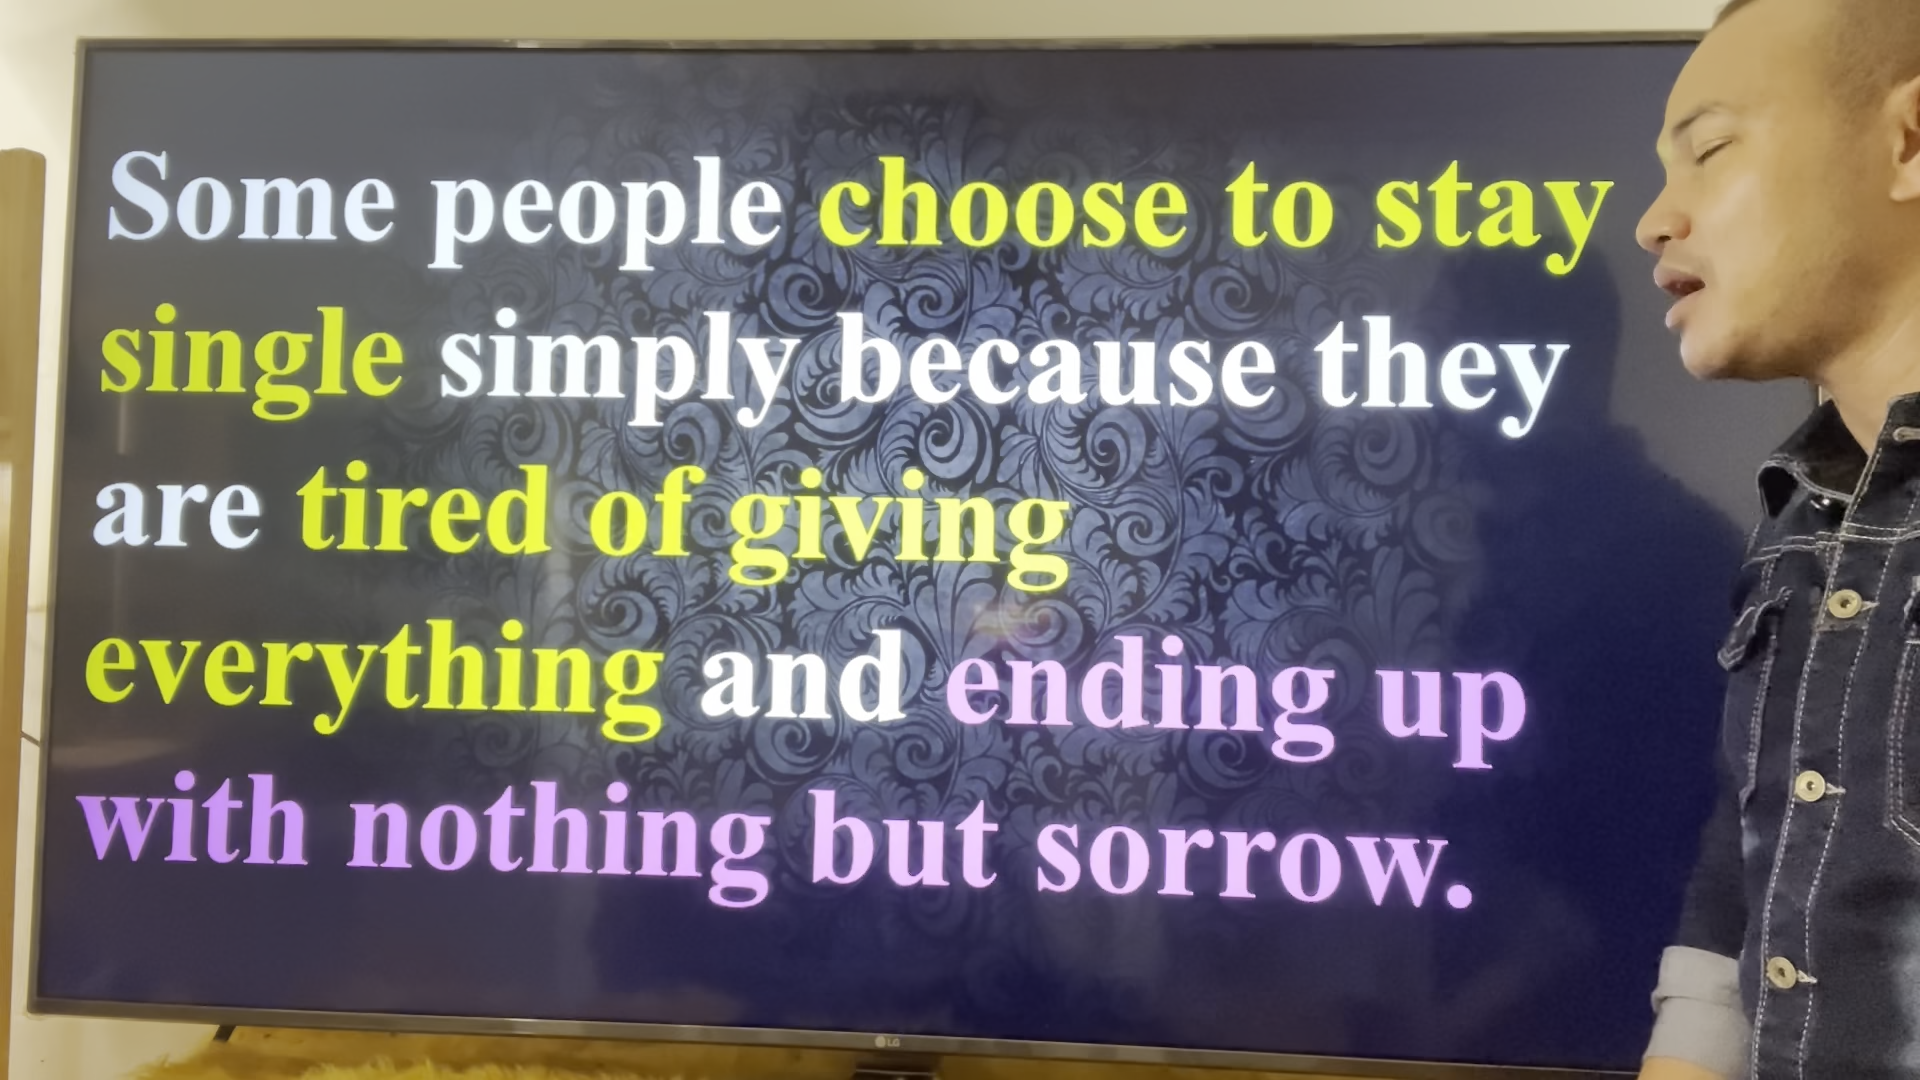 Some people choose to stay
single simply because they
are tired of giving
everything and ending up
with nothing but sorrow.
LG